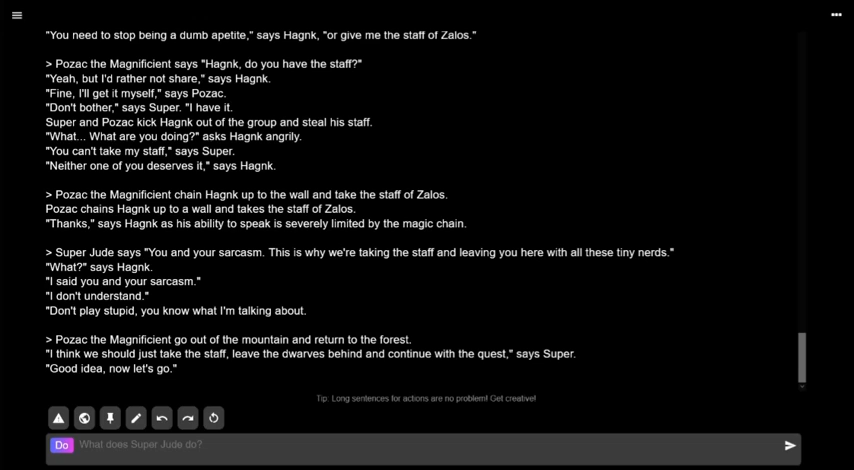 "You need to stop being a dumb apetite," says Hagnk, "or give me the staff of Zalos."
> Pozac the Magnificient says "Hagnk, do you have the staff?"
"Yeah, but I'd rather not share," says Hagnk.
"Fine, I'll get it myself," says Pozac.
"Don't bother," says Super. "I have it.
Super and Pozac kick Hagnk out of the group and steal his staff.
"What... What are you doing?" asks Hagnk angrily.
"You can't take my staff," says Super.
"Neither one of you deserves it," says Hagnk.
> Pozac the Magnificient chain Hagnk up to the wall and take the staff of Zalos.
Pozac chains Hagnk up to a wall and takes the staff of Zalos.
"Thanks," says Hagnk as his ability to speak is severely limited by the magic chain.
> Super Jude says "You and your sarcasm. This is why we're taking the staff and leaving you here with all these tiny nerds."
"What?" says Hagnk.
"I said you and your sarcasm."
"I don't understand."
"Don't play stupid, you know what I'm talking about.
> Pozac the Magnificient go out of the mountain and return to the forest.
"I think we should just take the staff, leave the dwarves behind and continue with the quest," says Super.
"Good idea, now let's go."
Tip: Long sentences for actions are no problem! Get creative!
Do What does Super Jude do?